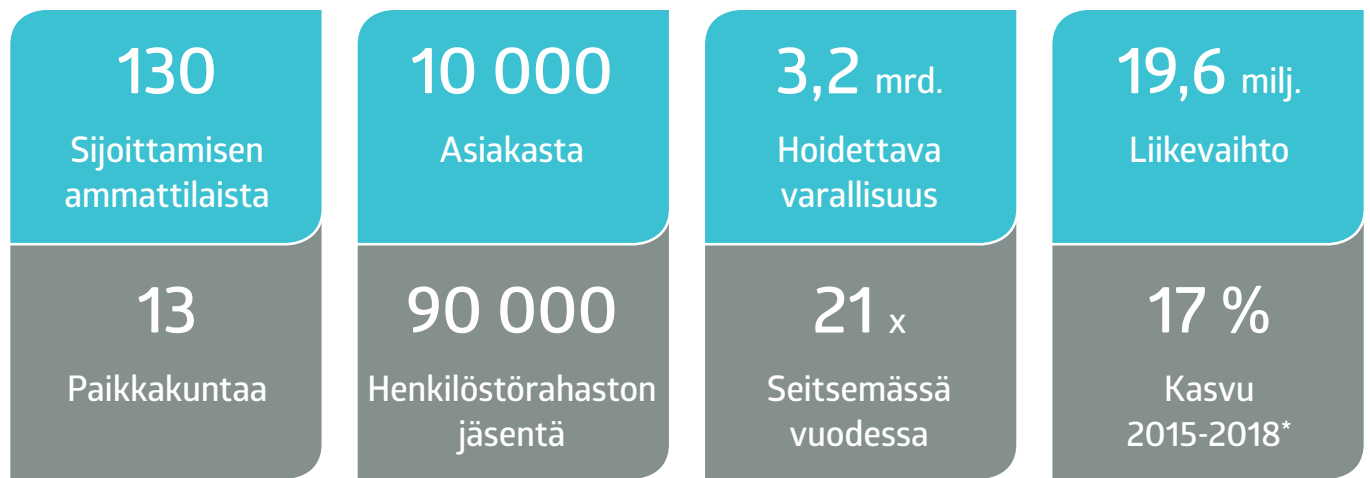 130
Sijoittamisen
ammattilaista
13
Paikkakuntaa
10 000
Asiakasta
90 000
Henkilöstörahaston
jäsentä
3,2 mrd.
Hoidettava
varallisuus
21 x
Seitsemässä
vuodessa
19,6 milj.
Liikevaihto
17 %
Kasvu
2015-2018*